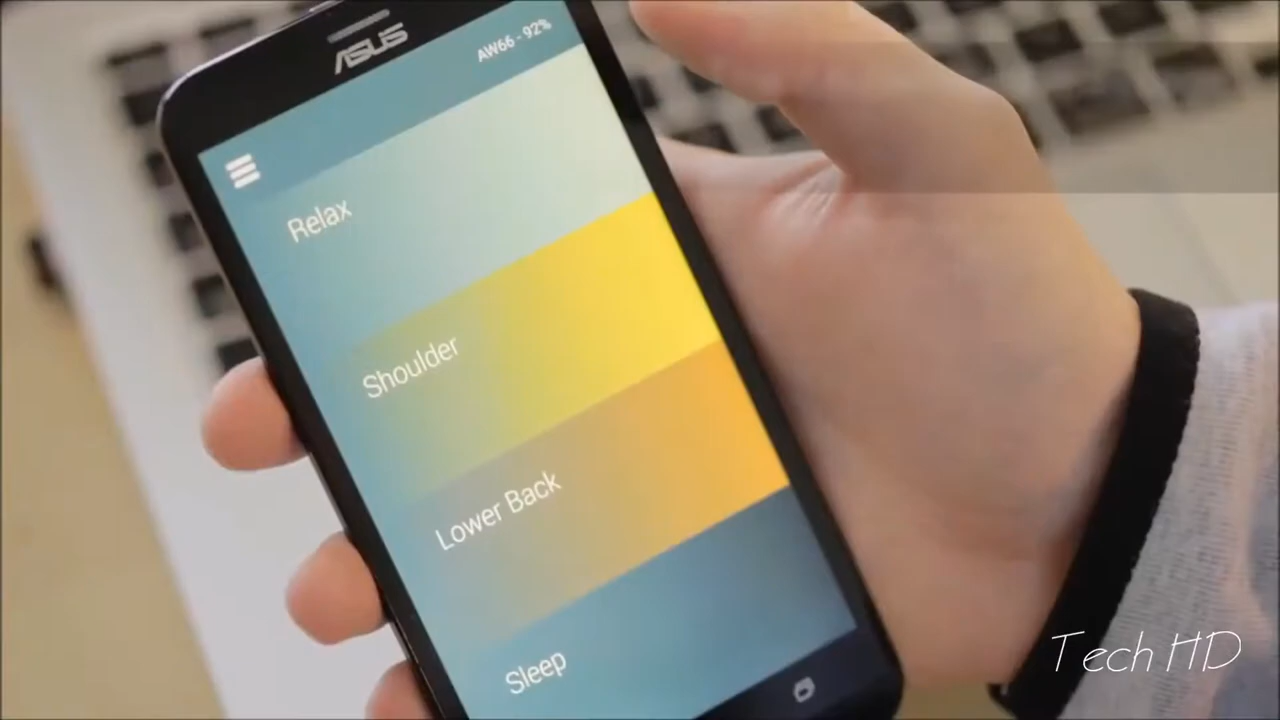 ASUS
AW66 - 92%
Relax
Shoulder
Lower Back
Sleep
Tech HD